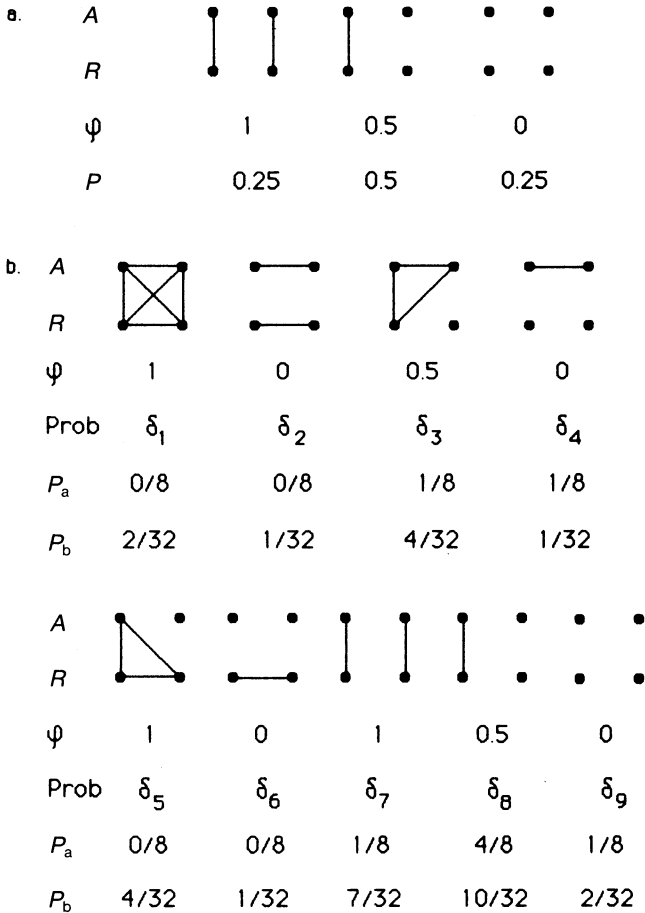 a. A
R
φ 1 0.5 0
P 0.25 0.5 0.25
b. A
R
φ 1 0 0.5 0
Prob δ1 δ2 δ3 δ4
Pa 0/8 0/8 1/8 1/8
Pb 2/32 1/32 4/32 1/32
A
R
φ 1 0 1 0.5 0
Prob δ5 δ6 δ7 δ8 δ9
Pa 0/8 0/8 1/8 4/8 1/8
Pb 4/32 1/32 7/32 10/32 2/32